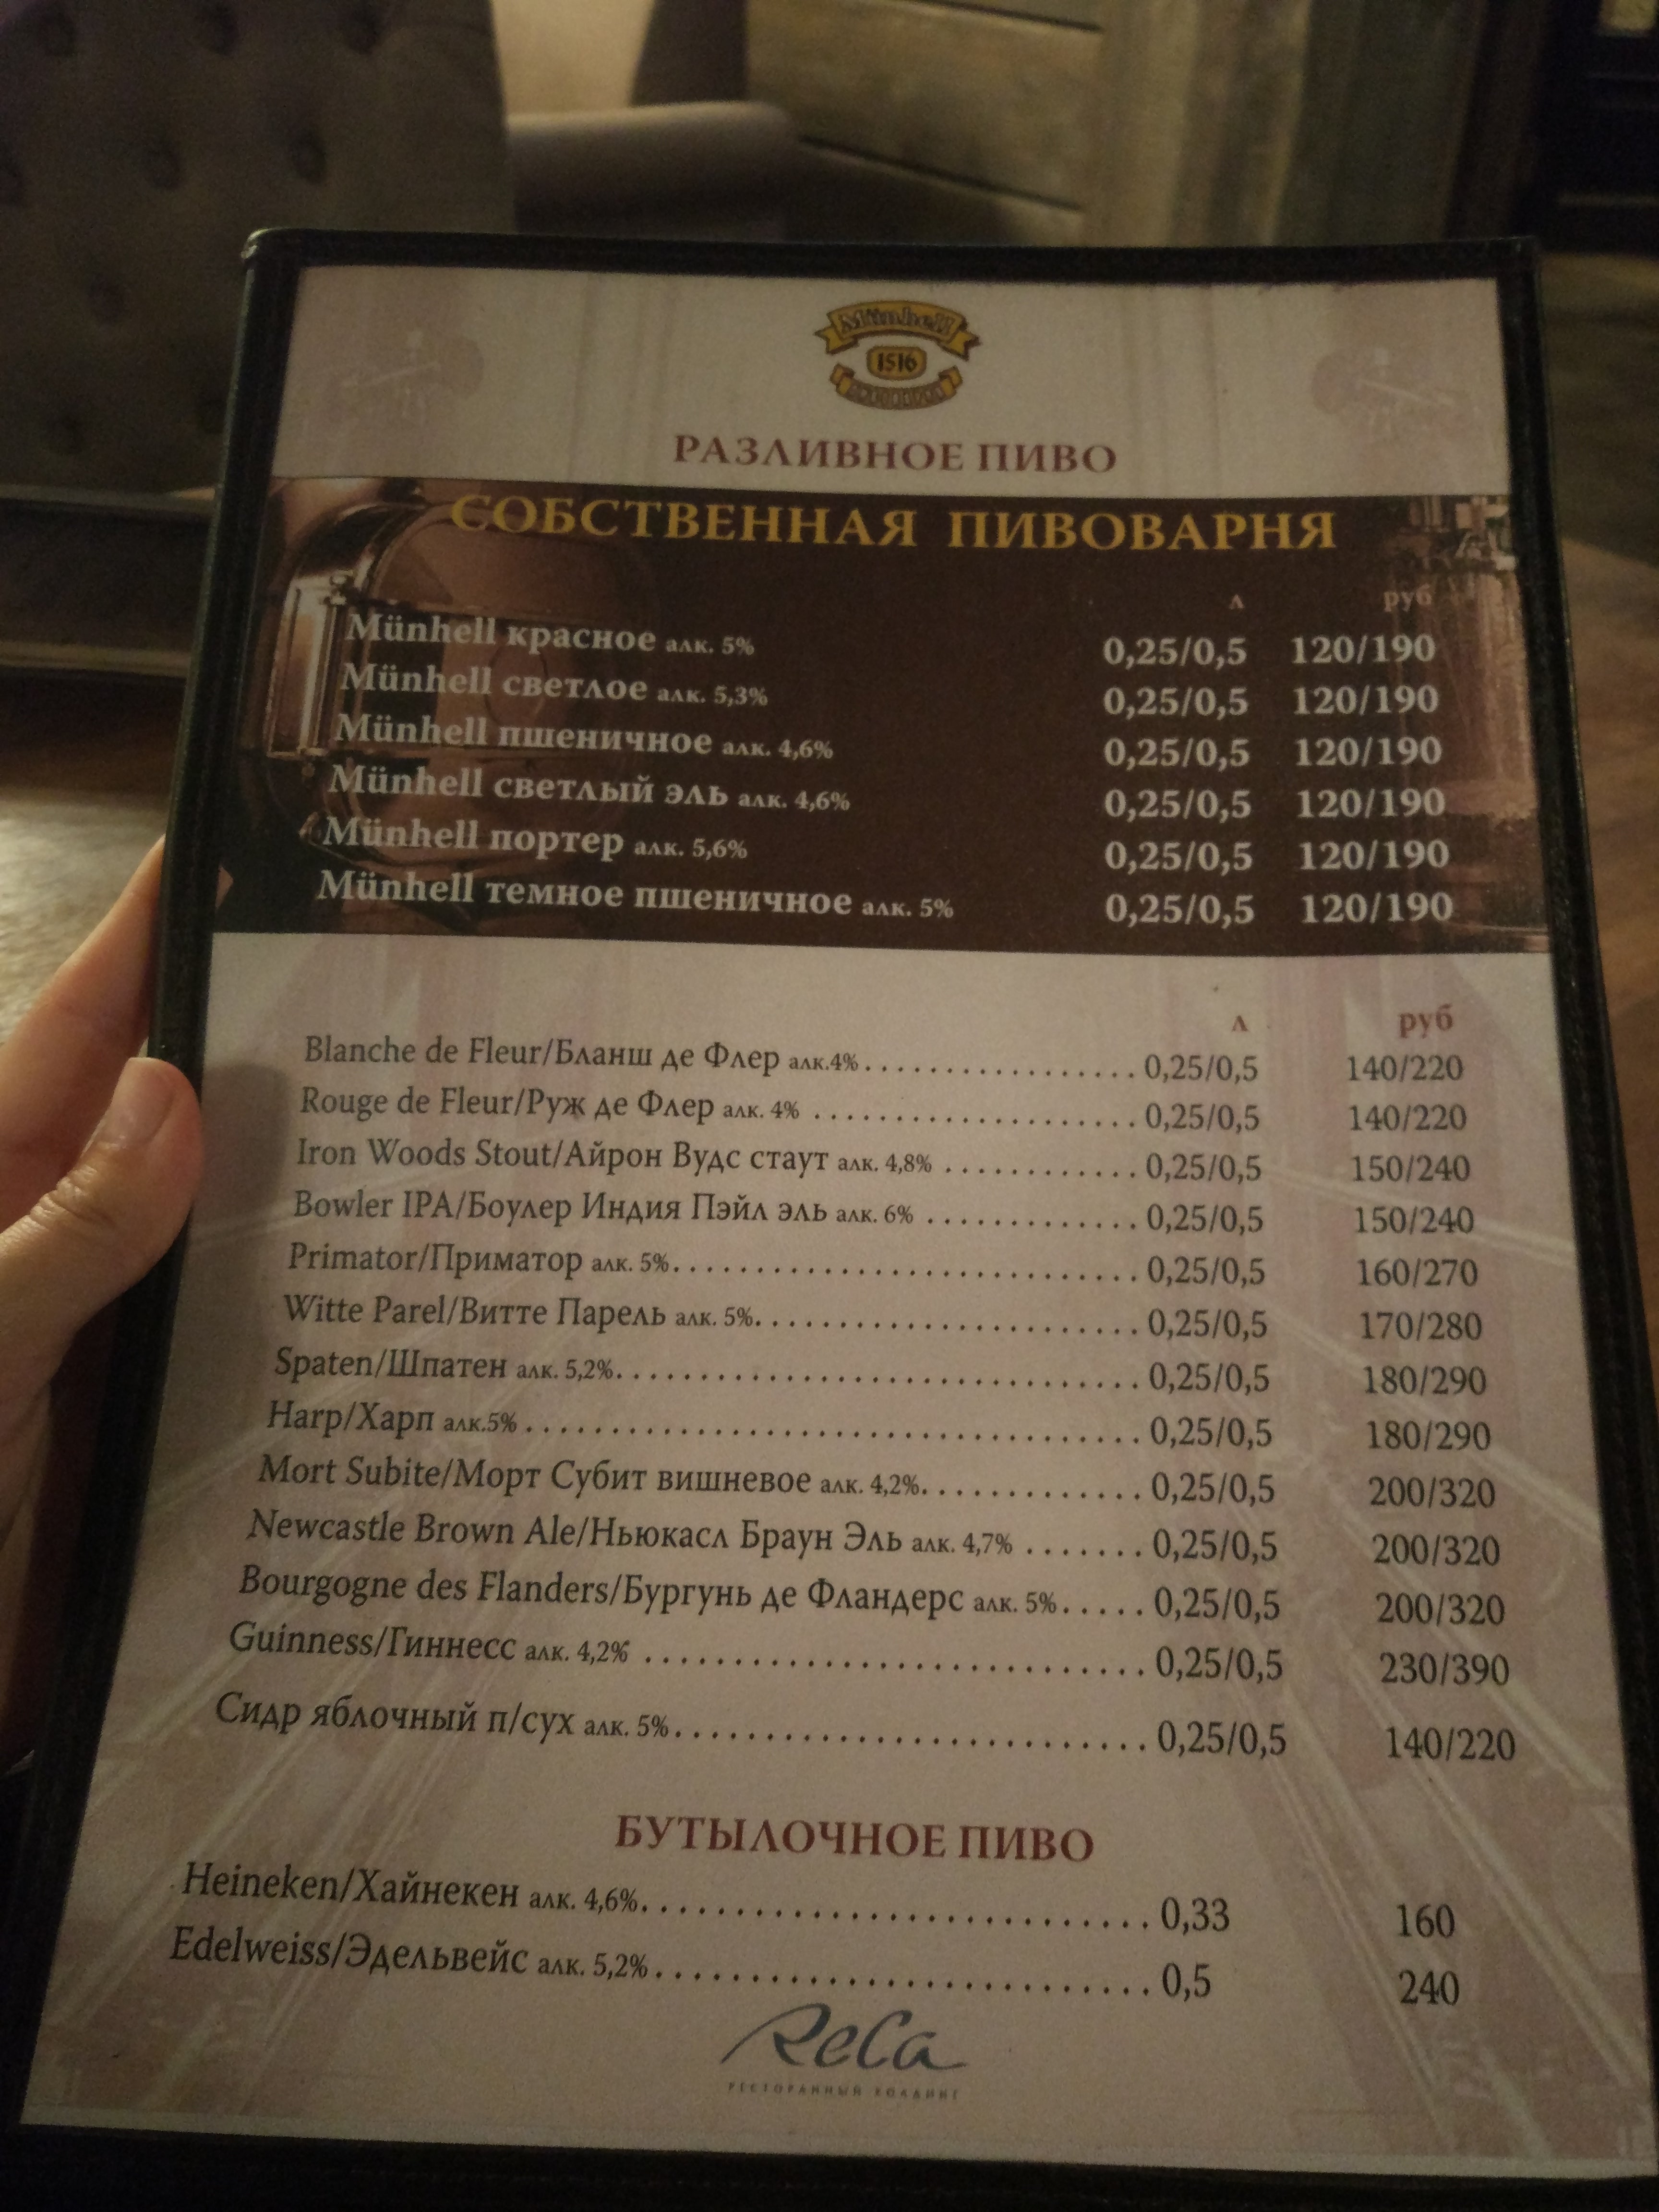 Münhell
1516
РАЗЛИВНОЕ ПИВО
СОБСТВЕННАЯ ПИВОВАРНЯ
л руб
Münhell красное алк. 5% 0,25/0,5 120/190
Münhell светлое алк. 5,3% 0,25/0,5 120/190
Münhell пшеничное алк. 4,6% 0,25/0,5 120/190
Münhell светлый эль алк. 4,6% 0,25/0,5 120/190
Münhell портер алк. 5,6% 0,25/0,5 120/190
Münhell темное пшеничное алк. 5% 0,25/0,5 120/190
л руб
Blanche de Fleur/Бланш де Флер алк.4%................. 0,25/0,5 140/220
Rouge de Fleur/Руж де Флер алк. 4% .................... 0,25/0,5 140/220
Iron Woods Stout/Айрон Вудс стаут алк. 4,8% ............ 0,25/0,5 150/240
Bowler IPA/Боулер Индия Пэйл эль алк. 6% ............. 0,25/0,5 150/240
Primator/Приматор алк. 5%............................. 0,25/0,5 160/270
Witte Parel/Витте Парель алк. 5%........................ 0,25/0,5 170/280
Spaten/Шпатен алк. 5,2%................................ 0,25/0,5 180/290
Harp/Харп алк.5%..................................... 0,25/0,5 180/290
Mort Subite/Морт Субит вишневое алк. 4,2%.............. 0,25/0,5 200/320
Newcastle Brown Ale/Ньюкасл Браун Эль алк. 4,7% ....... 0,25/0,5 200/320
Bourgogne des Flanders/Бургунь де Фландерс алк. 5%..... 0,25/0,5 200/320
Guinness/Гиннесс алк. 4,2% ............................. 0,25/0,5 230/390
Сидр яблочный п/сух алк. 5%........................... 0,25/0,5 140/220
БУТЫЛОЧНОЕ ПИВО
Heineken/Хайнекен алк. 4,6%............................ 0,33 160
Edelweiss/Эдельвейс алк. 5,2%........................... 0,5 240
ReCa
РЕСТОРАННЫЙ ХОЛДИНГ